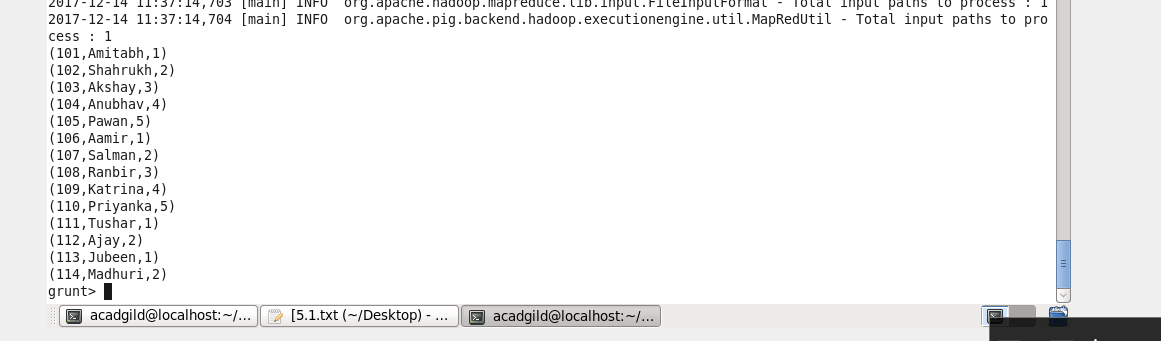 2017-12-14 11:37:14,703 [main] INFO  org.apache.hadoop.mapreduce.lib.input.FileInputFormat - Total input paths to process : 1
2017-12-14 11:37:14,704 [main] INFO  org.apache.pig.backend.hadoop.executionengine.util.MapRedUtil - Total input paths to pro
cess : 1
(101,Amitabh,1)
(102,Shahrukh,2)
(103,Akshay,3)
(104,Anubhav,4)
(105,Pawan,5)
(106,Aamir,1)
(107,Salman,2)
(108,Ranbir,3)
(109,Katrina,4)
(110,Priyanka,5)
(111,Tushar,1)
(112,Ajay,2)
(113,Jubeen,1)
(114,Madhuri,2)
grunt>
acadgild@localhost:~/... [5.1.txt (~/Desktop) - ... acadgild@localhost:~/...